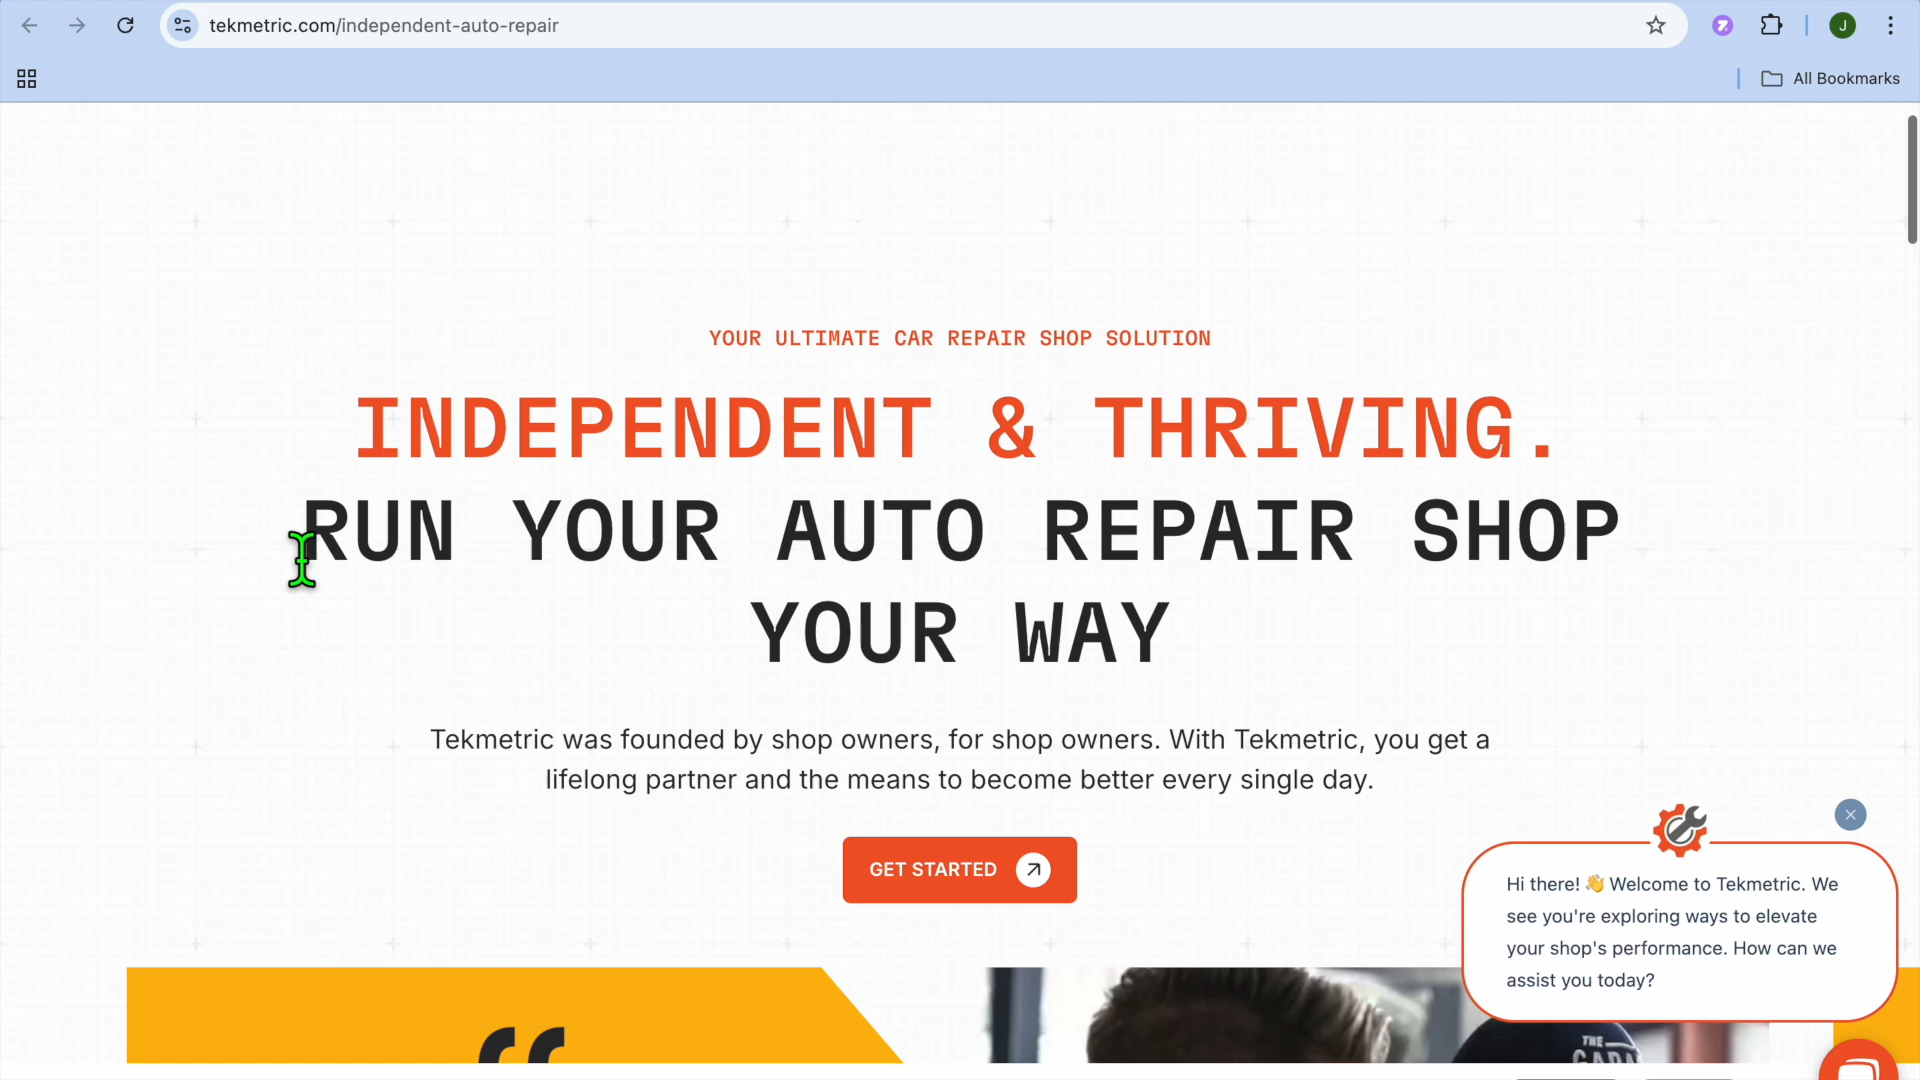 tekmetric.com/independent-auto-repair
J
All Bookmarks
YOUR ULTIMATE CAR REPAIR SHOP SOLUTION
INDEPENDENT & THRIVING.
RUN YOUR AUTO REPAIR SHOP
YOUR WAY
Tekmetric was founded by shop owners, for shop owners. With Tekmetric, you get a
lifelong partner and the means to become better every single day.
GET STARTED
Hi there! 👋 Welcome to Tekmetric. We
see you're exploring ways to elevate
your shop's performance. How can we
assist you today?
“
THE